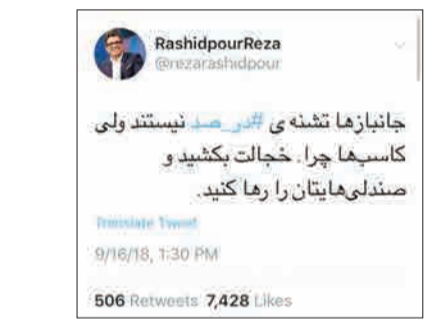 RashidpourReza
@rezarashidpour
جانبازها تشنه ی #در_صد نیستند ولی
کاسب‌ها چرا. خجالت بکشید و
صندلی‌هایتان را رها کنید.
Translate Tweet
9/16/18, 1:30 PM
506 Retweets 7,428 Likes